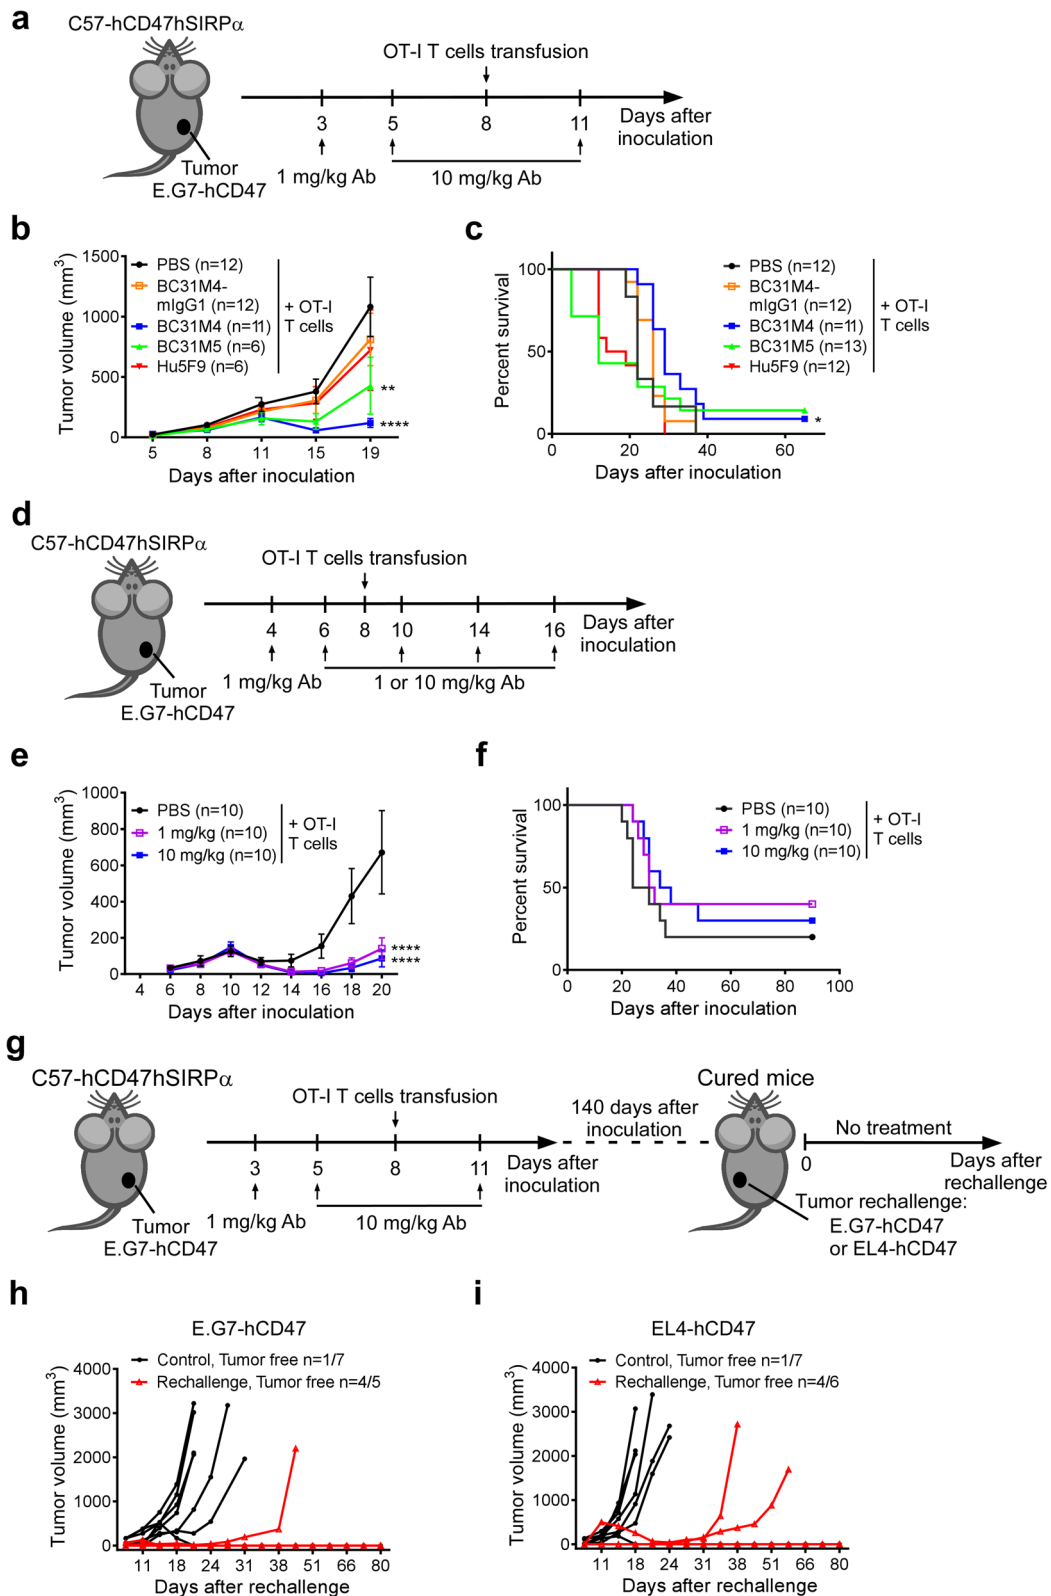 a
C57-hCD47hSIRPα
OT-I T cells transfusion
3 5 8 11
Days after
inoculation
1 mg/kg Ab
10 mg/kg Ab
Tumor
E.G7-hCD47
b
Tumor volume (mm³)
1500
1000
500
0
5 8 11 15 19
Days after inoculation
PBS (n=12)
BC31M4-
mIgG1 (n=12)
BC31M4 (n=11)
BC31M5 (n=6)
Hu5F9 (n=6)
+ OT-I
T cells
**
****
c
Percent survival
100
50
0
0 20 40 60
Days after inoculation
PBS (n=12)
BC31M4-
mIgG1 (n=12)
BC31M4 (n=11)
BC31M5 (n=13)
Hu5F9 (n=12)
+ OT-I
T cells
*
d
C57-hCD47hSIRPα
OT-I T cells transfusion
4 6 8 10 14 16
Days after
inoculation
1 mg/kg Ab
1 or 10 mg/kg Ab
Tumor
E.G7-hCD47
e
Tumor volume (mm³)
1000
800
600
400
200
0
4 6 8 10 12 14 16 18 20
Days after inoculation
PBS (n=10)
1 mg/kg (n=10)
10 mg/kg (n=10)
+ OT-I
T cells
****
****
f
Percent survival
100
50
0
0 20 40 60 80 100
Days after inoculation
PBS (n=10)
1 mg/kg (n=10)
10 mg/kg (n=10)
+ OT-I
T cells
g
C57-hCD47hSIRPα
OT-I T cells transfusion
3 5 8 11
Days after
inoculation
1 mg/kg Ab
10 mg/kg Ab
Tumor
E.G7-hCD47
140 days after
inoculation
Cured mice
No treatment
0
Days after
rechallenge
Tumor rechallenge:
E.G7-hCD47
or EL4-hCD47
h
E.G7-hCD47
Control, Tumor free n=1/7
Rechallenge, Tumor free n=4/5
Tumor volume (mm³)
4000
3000
2000
1000
0
11 18 24 31 38 51 66 80
Days after rechallenge
i
EL4-hCD47
Control, Tumor free n=1/7
Rechallenge, Tumor free n=4/6
Tumor volume (mm³)
4000
3000
2000
1000
0
11 18 24 31 38 51 66 80
Days after rechallenge